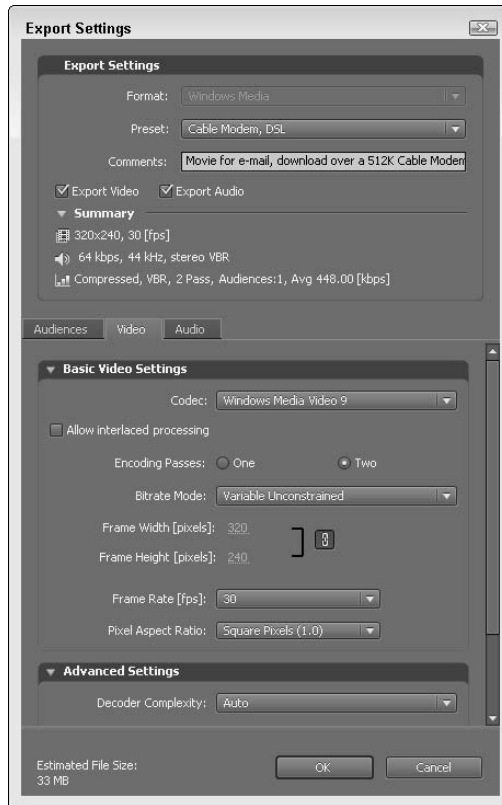 Export Settings
Export Settings
Format: Windows Media
Preset: Cable Modem, DSL
Comments: Movie for e-mail, download over a 512K Cable Modem
Export Video Export Audio
Summary
320x240, 30 [fps]
64 kbps, 44 kHz, stereo VBR
Compressed, VBR, 2 Pass, Audiences:1, Avg 448.00 [kbps]
Audiences Video Audio
Basic Video Settings
Codec: Windows Media Video 9
Allow interlaced processing
Encoding Passes: One Two
Bitrate Mode: Variable Unconstrained
Frame Width [pixels]: 320
Frame Height [pixels]: 240
Frame Rate [fps]: 30
Pixel Aspect Ratio: Square Pixels (1.0)
Advanced Settings
Decoder Complexity: Auto
Estimated File Size:
33 MB
OK Cancel